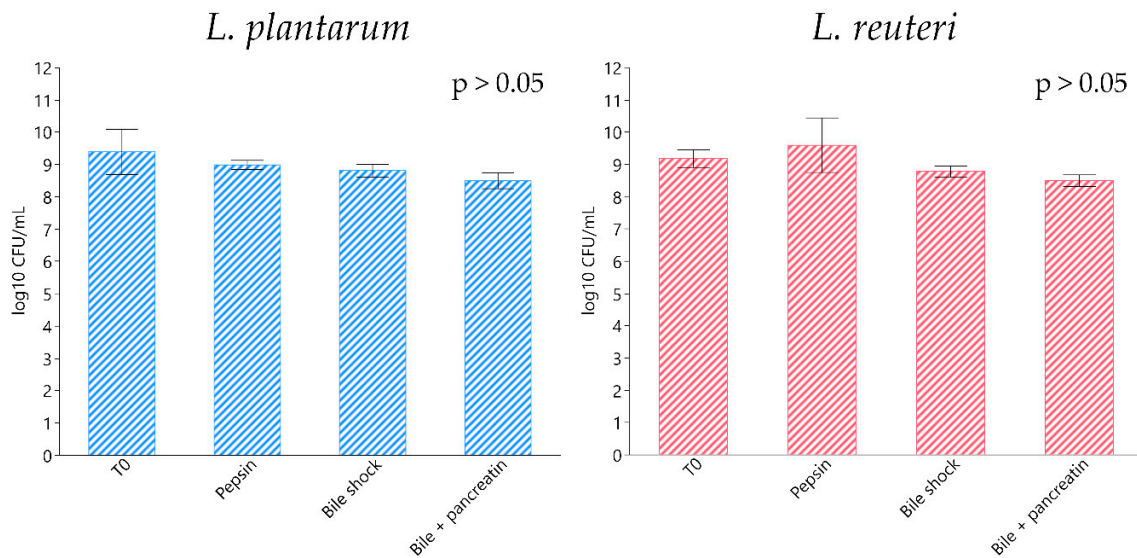 L. plantarum
p > 0.05
12
11
10
9
8
7
6
5
4
3
2
1
0
log10 CFU/mL
T0
Pepsin
Bile shock
Bile + pancreatin
L. reuteri
p > 0.05
12
11
10
9
8
7
6
5
4
3
2
1
0
log10 CFU/mL
T0
Pepsin
Bile shock
Bile + pancreatin